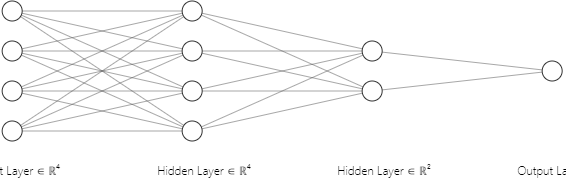 t Layer ∈ ℝ⁴
Hidden Layer ∈ ℝ⁴
Hidden Layer ∈ ℝ²
Output La